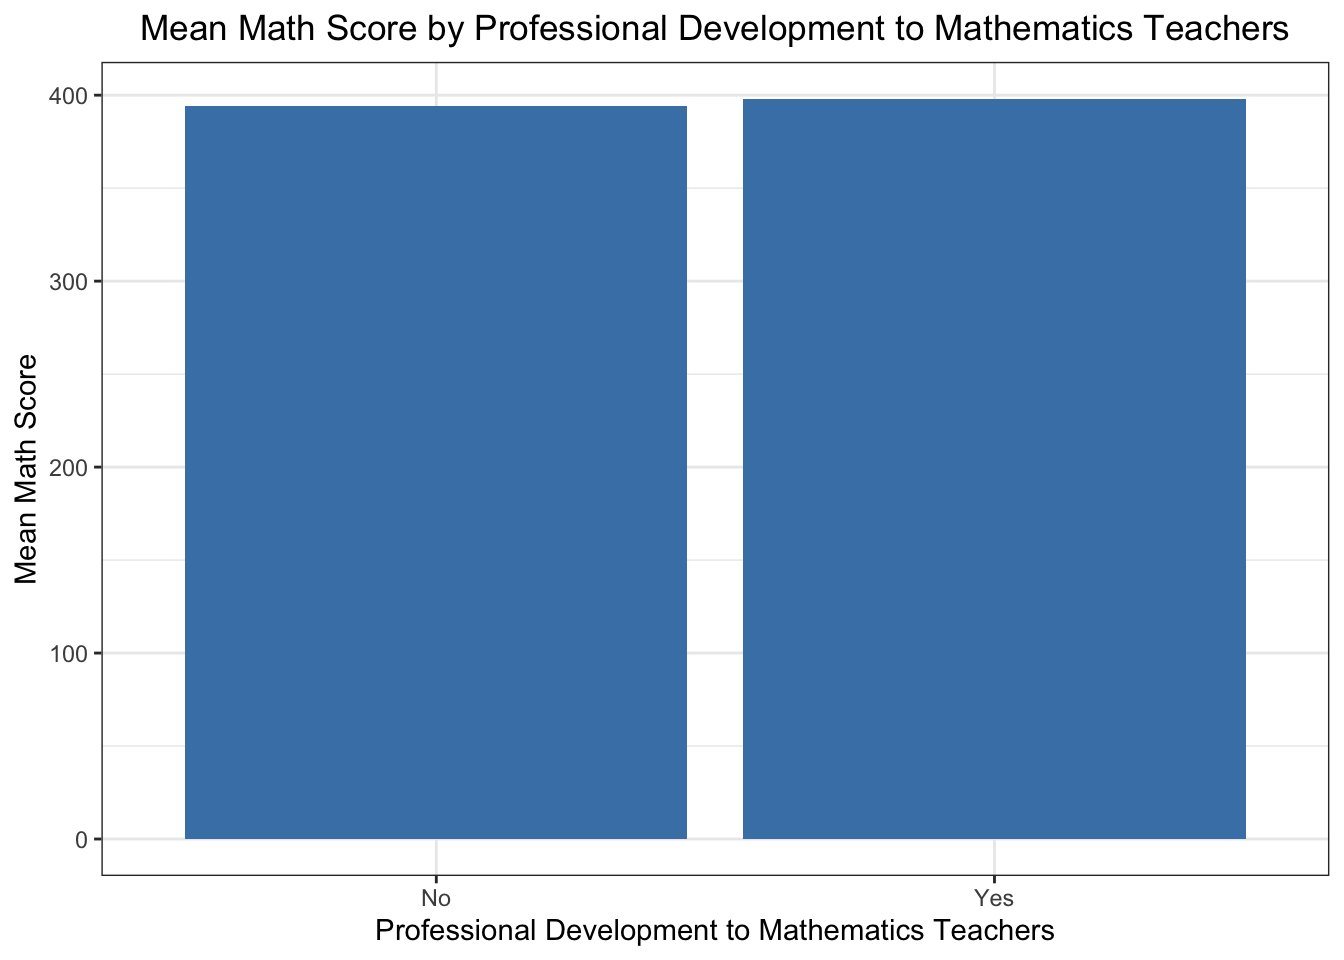 Mean Math Score by Professional Development to Mathematics Teachers
400
300
200
100
0
Mean Math Score
No
Yes
Professional Development to Mathematics Teachers